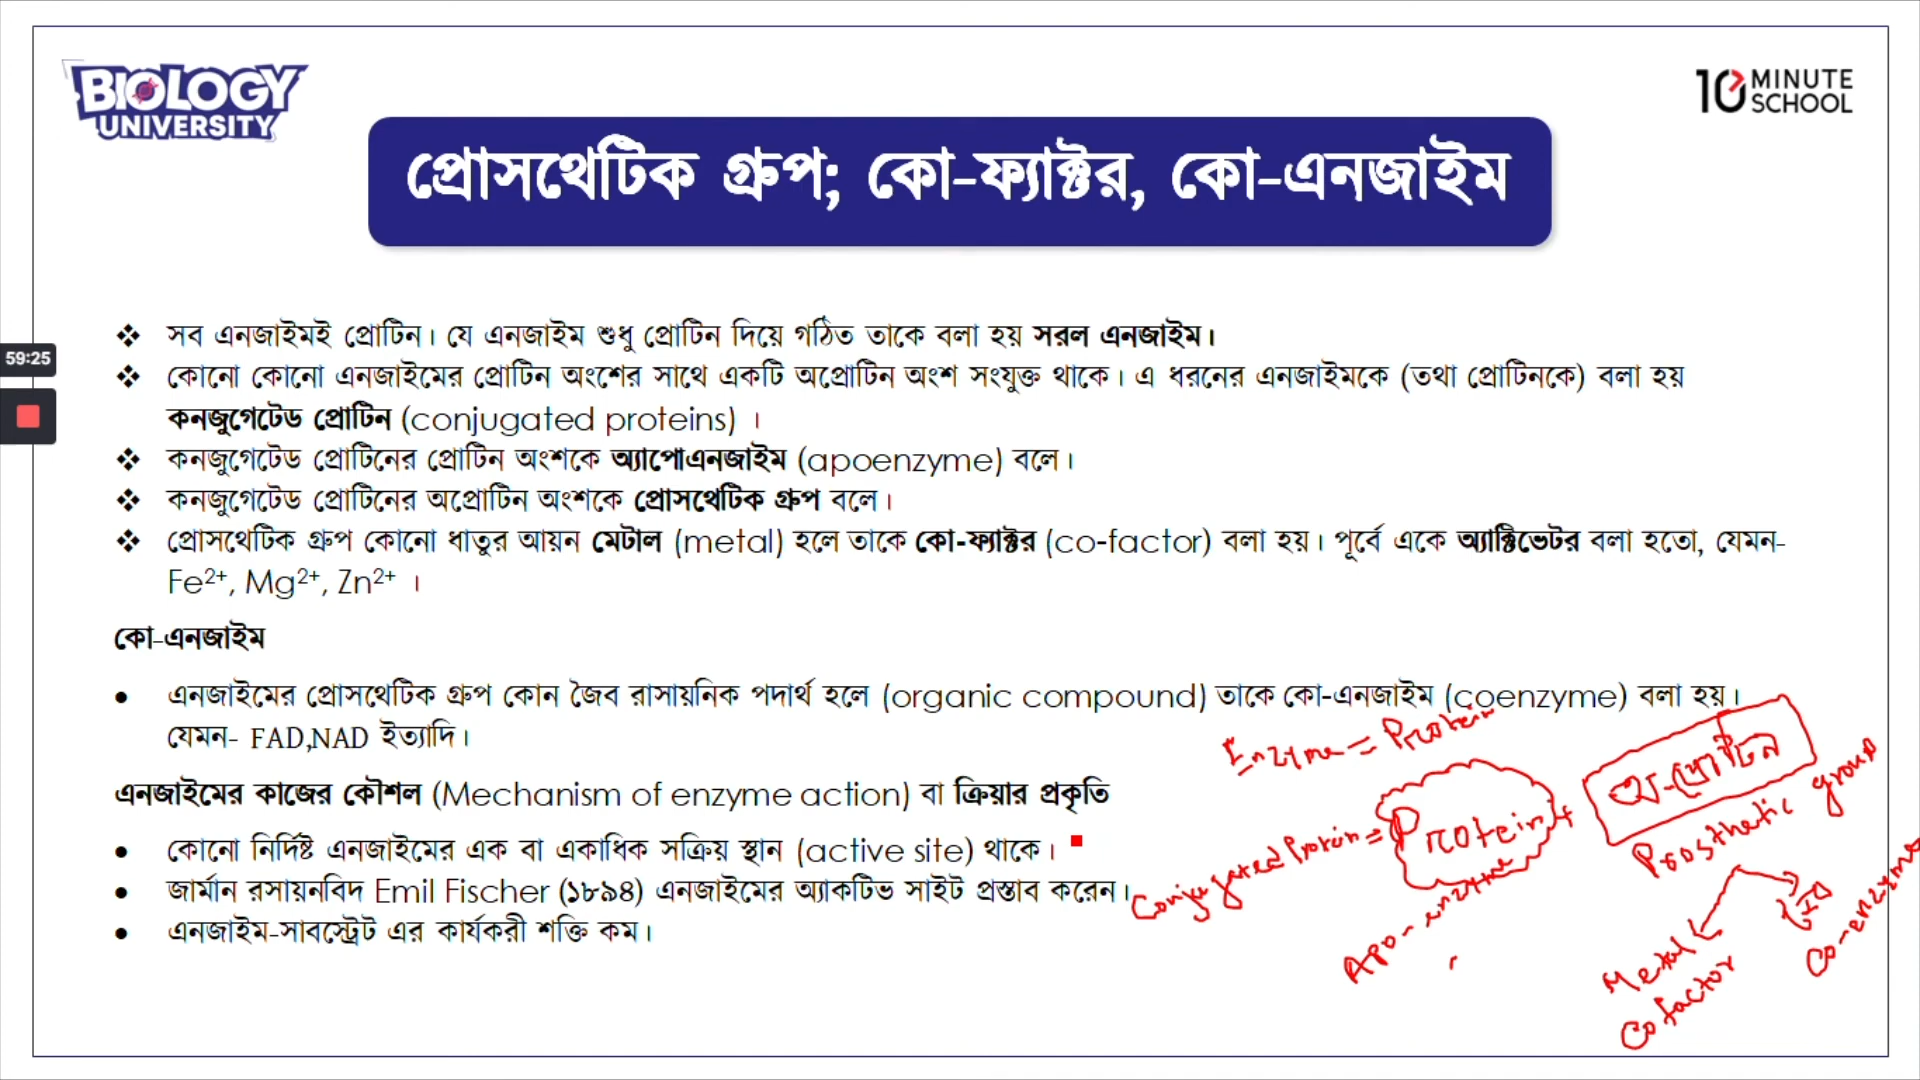 BIOLOGY
UNIVERSITY
10 MINUTE
SCHOOL
প্রোসথেটিক গ্রুপ; কো-ফ্যাক্টর, কো-এনজাইম
❖ সব এনজাইমই প্রোটিন। যে এনজাইম শুধু প্রোটিন দিয়ে গঠিত তাকে বলা হয় সরল এনজাইম।
59:25
❖ কোনো কোনো এনজাইমের প্রোটিন অংশের সাথে একটি অপ্রোটিন অংশ সংযুক্ত থাকে। এ ধরনের এনজাইমকে (তথা প্রোটিনকে) বলা হয়
কনজুগেটেড প্রোটিন (conjugated proteins) ।
❖ কনজুগেটেড প্রোটিনের প্রোটিন অংশকে অ্যাপোএনজাইম (apoenzyme) বলে।
❖ কনজুগেটেড প্রোটিনের অপ্রোটিন অংশকে প্রোসথেটিক গ্রুপ বলে।
❖ প্রোসথেটিক গ্রুপ কোনো ধাতুর আয়ন মেটাল (metal) হলে তাকে কো-ফ্যাক্টর (co-factor) বলা হয়। পূর্বে একে অ্যাক্টিভেটর বলা হতো, যেমন-
Fe²⁺, Mg²⁺, Zn²⁺ ।
কো-এনজাইম
• এনজাইমের প্রোসথেটিক গ্রুপ কোন জৈব রাসায়নিক পদার্থ হলে (organic compound) তাকে কো-এনজাইম (coenzyme) বলা হয়।
যেমন- FAD,NAD ইত্যাদি।
এনজাইমের কাজের কৌশল (Mechanism of enzyme action) বা ক্রিয়ার প্রকৃতি
• কোনো নির্দিষ্ট এনজাইমের এক বা একাধিক সক্রিয় স্থান (active site) থাকে।
• জার্মান রসায়নবিদ Emil Fischer (১৮৯৪) এনজাইমের অ্যাকটিভ সাইট প্রস্তাব করেন।
• এনজাইম-সাবস্ট্রেট এর কার্যকরী শক্তি কম।
Enzyme = Protein
Conjugated Protein = Protein + অ-প্রোটিন
Apo-enzyme
Prosthetic group
Metal
Cofactor
Co-enzyme